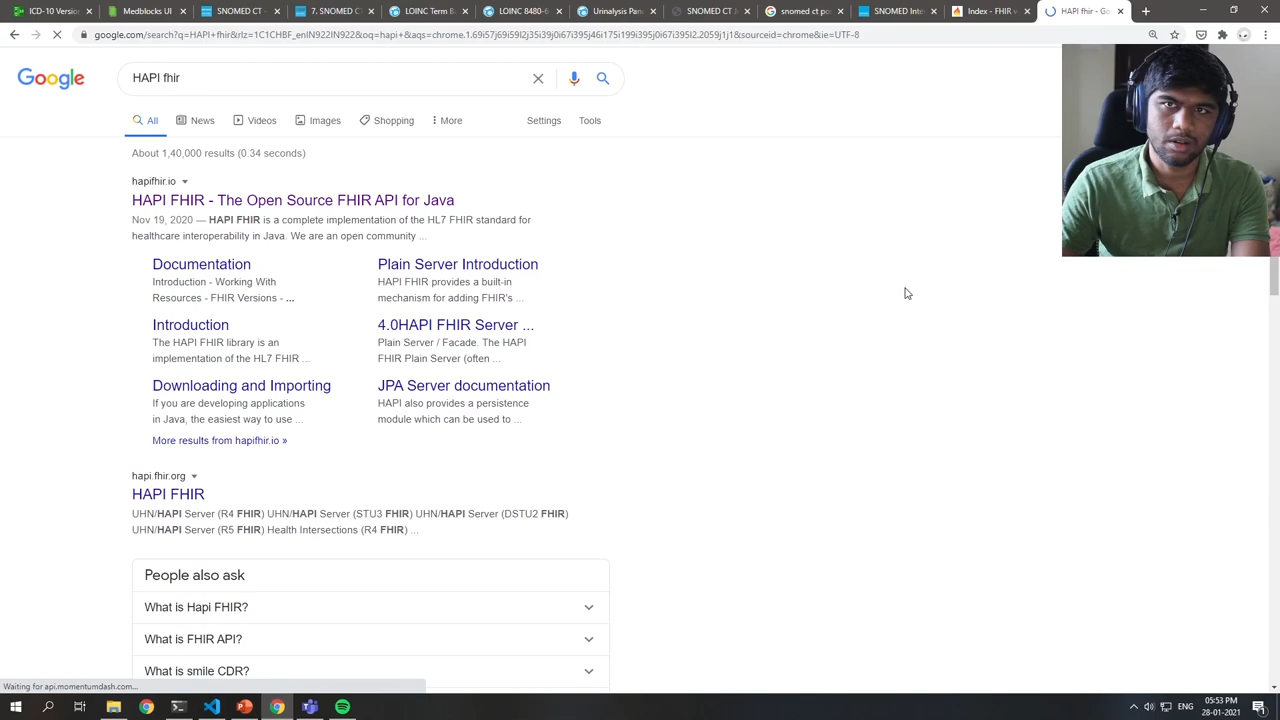 ICD-10 Version
Medblocks UI
SNOMED CT -
7. SNOMED C
LOINC Term B
LOINC 8480-6
Urinalysis Pan
SNOMED CT J
snomed ct po
SNOMED Inte
Index - FHIR v
HAPI fhir - Go
google.com/search?q=HAPI+fhir&rlz=1C1CHBF_enIN922IN922&oq=hapi+&aqs=chrome.1.69i57j69i59l2j35i39j0i67i395j46i175i199i395j0i67i395l2.2059j1j1&sourceid=chrome&ie=UTF-8
Google
HAPI fhir
All
News
Videos
Images
Shopping
More
Settings
Tools
About 1,40,000 results (0.34 seconds)
hapifhir.io
HAPI FHIR - The Open Source FHIR API for Java
Nov 19, 2020 — HAPI FHIR is a complete implementation of the HL7 FHIR standard for
healthcare interoperability in Java. We are an open community ...
Documentation
Introduction - Working With
Resources - FHIR Versions - ...
Plain Server Introduction
HAPI FHIR provides a built-in
mechanism for adding FHIR's ...
Introduction
The HAPI FHIR library is an
implementation of the HL7 FHIR ...
4.0HAPI FHIR Server ...
Plain Server / Facade. The HAPI
FHIR Plain Server (often ...
Downloading and Importing
If you are developing applications
in Java, the easiest way to use ...
JPA Server documentation
HAPI also provides a persistence
module which can be used to ...
More results from hapifhir.io »
hapi.fhir.org
HAPI FHIR
UHN/HAPI Server (R4 FHIR) UHN/HAPI Server (STU3 FHIR) UHN/HAPI Server (DSTU2 FHIR)
UHN/HAPI Server (R5 FHIR) Health Intersections (R4 FHIR) ...
People also ask
What is Hapi FHIR?
What is FHIR API?
What is smile CDR?
Waiting for api.momentumdash.com...
ENG
05:53 PM
28-01-2021
1